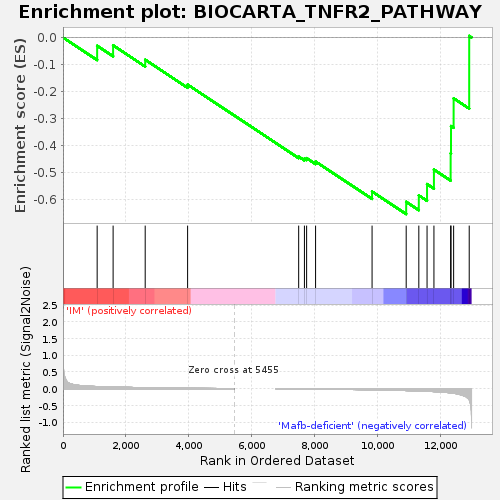 Enrichment plot: BIOCARTA_TNFR2_PATHWAY
Enrichment score (ES)
0.0
-0.1
-0.2
-0.3
-0.4
-0.5
-0.6
'IM' (positively correlated)
Ranked list metric (Signal2Noise)
2.5
2.0
1.5
1.0
0.5
0.0
-0.5
-1.0
Zero cross at 5455
'Mafb-deficient' (negatively correlated)
0
2,000
4,000
6,000
8,000
10,000
12,000
Rank in Ordered Dataset
Enrichment profile
Hits
Ranking metric scores